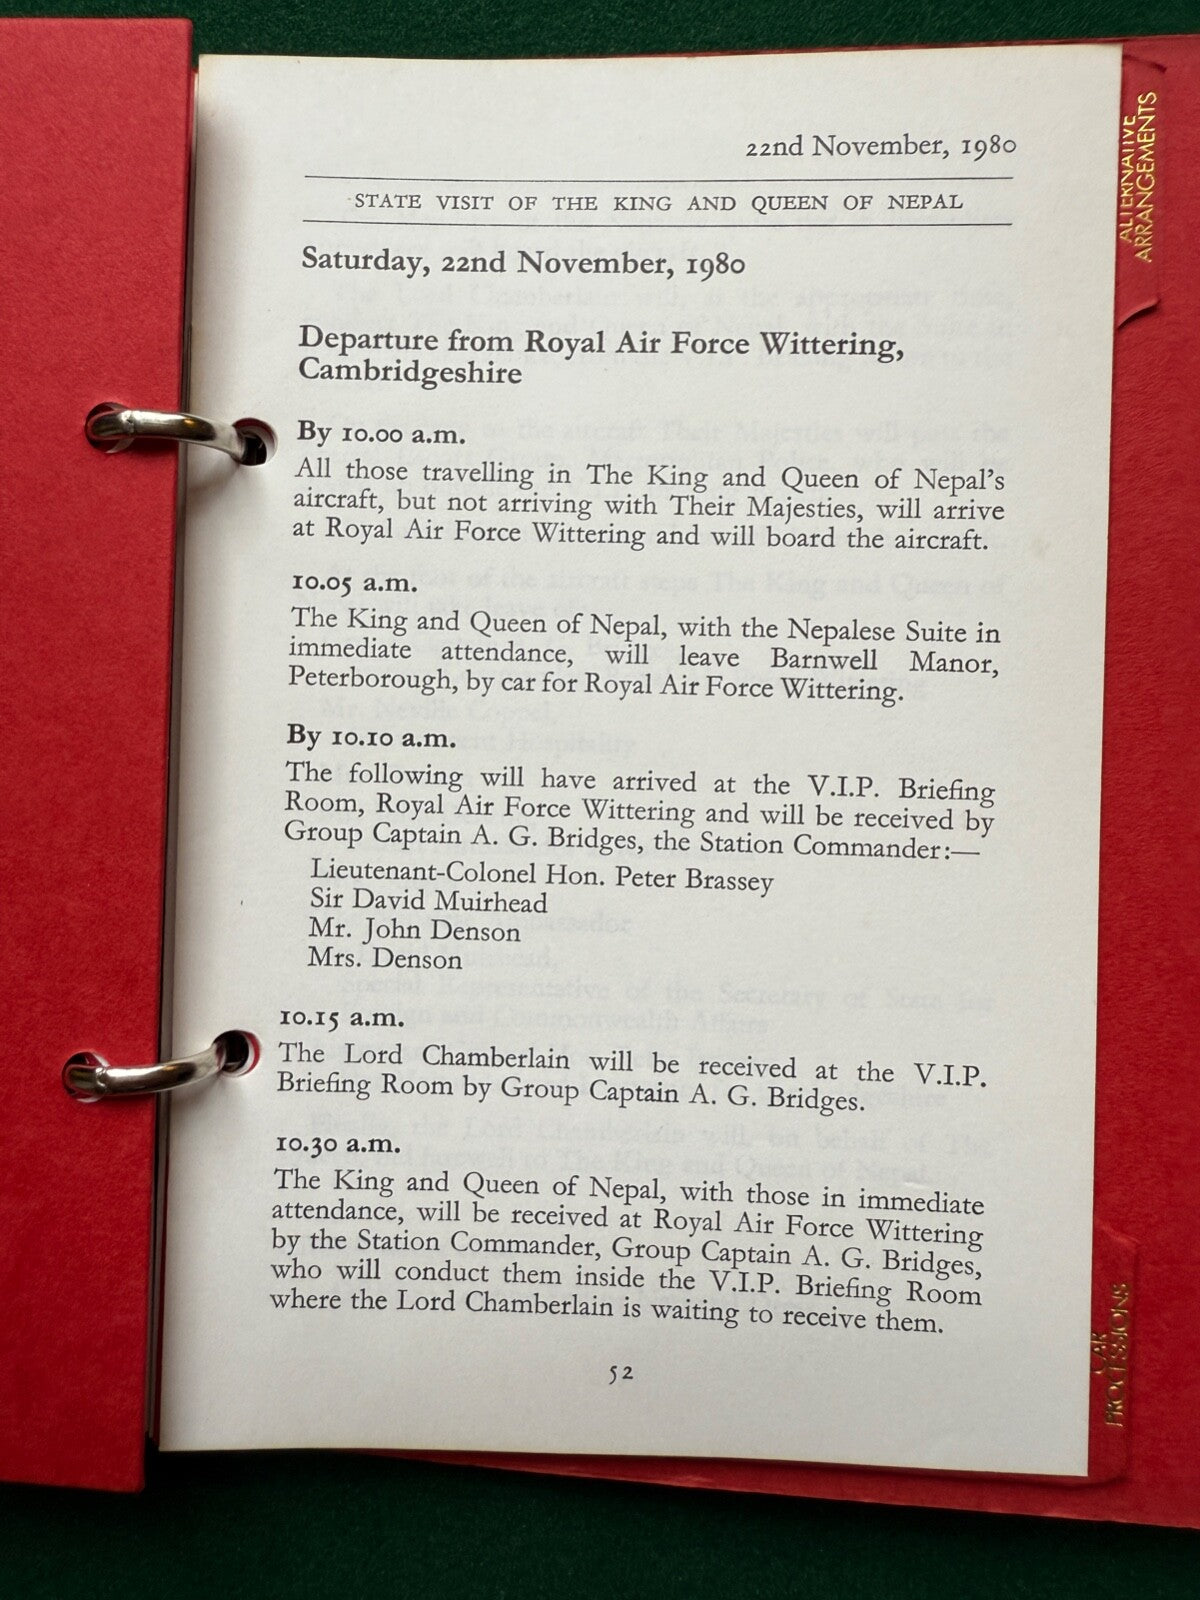 22nd November, 1980
STATE VISIT OF THE KING AND QUEEN OF NEPAL
Saturday, 22nd November, 1980
Departure from Royal Air Force Wittering,
Cambridgeshire
By 10.00 a.m.
All those travelling in The King and Queen of Nepal's
aircraft, but not arriving with Their Majesties, will arrive
at Royal Air Force Wittering and will board the aircraft.
10.05 a.m.
The King and Queen of Nepal, with the Nepalese Suite in
immediate attendance, will leave Barnwell Manor,
Peterborough, by car for Royal Air Force Wittering.
By 10.10 a.m.
The following will have arrived at the V.I.P. Briefing
Room, Royal Air Force Wittering and will be received by
Group Captain A. G. Bridges, the Station Commander:—
Lieutenant-Colonel Hon. Peter Brassey
Sir David Muirhead
Mr. John Denson
Mrs. Denson
10.15 a.m.
The Lord Chamberlain will be received at the V.I.P.
Briefing Room by Group Captain A. G. Bridges.
10.30 a.m.
The King and Queen of Nepal, with those in immediate
attendance, will be received at Royal Air Force Wittering
by the Station Commander, Group Captain A. G. Bridges,
who will conduct them inside the V.I.P. Briefing Room
where the Lord Chamberlain is waiting to receive them.
52
ALTERNATIVE
ARRANGEMENTS
CAR
PROCESSIONS